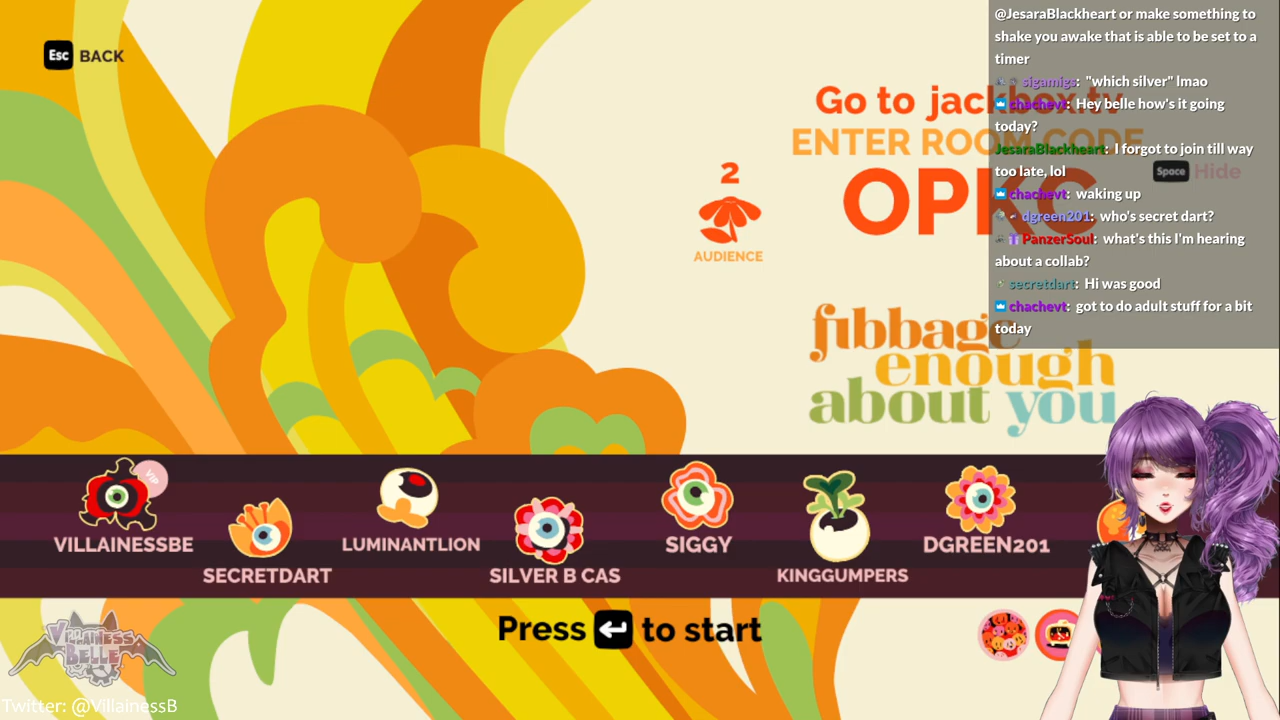 Esc BACK
Go to jackbox.tv
ENTER ROOM CODE
2
AUDIENCE
Space Hide
fibbage
enough
about you
@JesaraBlackheart or make something to
shake you awake that is able to be set to a
timer
sigamigs: "which silver" lmao
chachevt: Hey belle how's it going
today?
JesaraBlackheart: I forgot to join till way
too late, lol
chachevt: waking up
dgreen201: who's secret dart?
PanzerSoul: what's this I'm hearing
about a collab?
secretdart: Hi was good
chachevt: got to do adult stuff for a bit
today
VIP
VILLAINESSBE
SECRETDART
LUMINANTLION
SILVER B CAS
SIGGY
KINGGUMPERS
DGREEN201
Press ↵ to start
VILLAINESS
BELLE
Twitter: @VillainessB